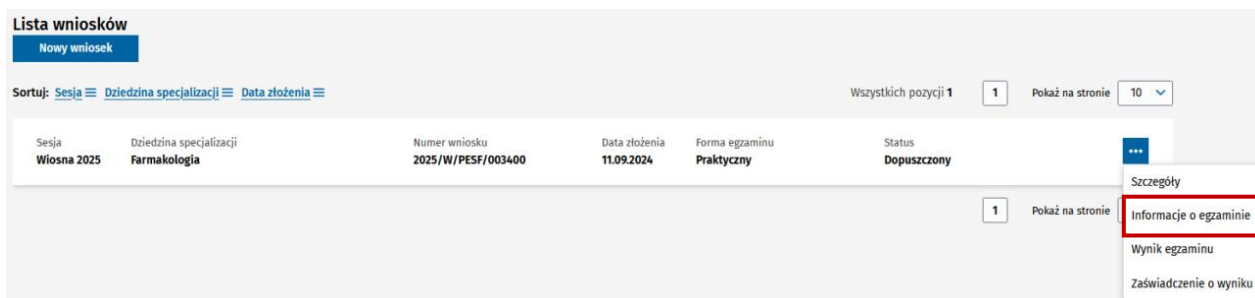 Lista wniosków
Nowy wniosek
Sortuj: Sesja Dziedzina specjalizacji Data złożenia
Wszystkich pozycji 1 1 Pokaż na stronie 10
Sesja Dziedzina specjalizacji Numer wniosku Data złożenia Forma egzaminu Status
Wiosna 2025 Farmakologia 2025/W/PESF/003400 11.09.2024 Praktyczny Dopuszczony
Szczegóły
1 Pokaż na stronie
Informacje o egzaminie
Wynik egzaminu
Zaświadczenie o wyniku